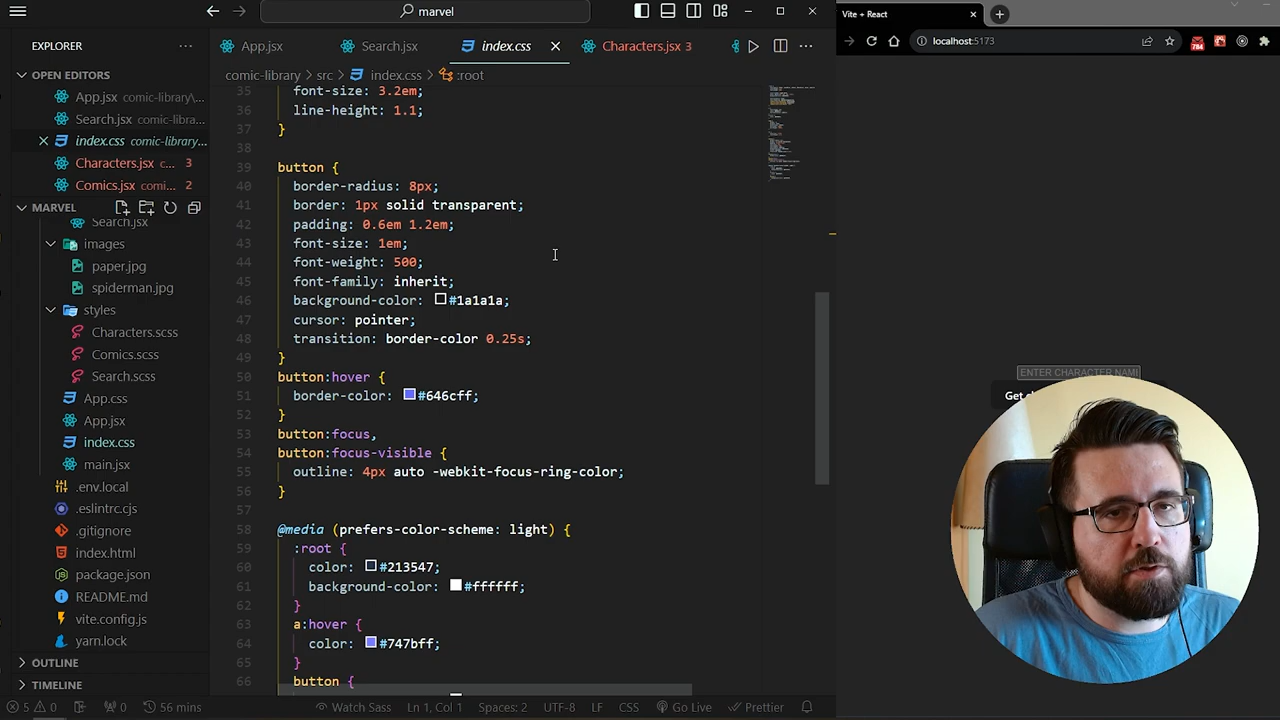 marvel
Vite + React
localhost:5173
784
EXPLORER
OPEN EDITORS
App.jsx comic-library\...
Search.jsx comic-libra...
index.css comic-library...
Characters.jsx c... 3
Comics.jsx comi... 2
MARVEL
Search.jsx
images
paper.jpg
spiderman.jpg
styles
Characters.scss
Comics.scss
Search.scss
App.css
App.jsx
index.css
main.jsx
.env.local
.eslintrc.cjs
.gitignore
index.html
package.json
README.md
vite.config.js
yarn.lock
OUTLINE
TIMELINE
App.jsx
Search.jsx
index.css
Characters.jsx 3
comic-library > src > index.css > :root
35 font-size: 3.2em;
36 line-height: 1.1;
37 }
38
39 button {
40 border-radius: 8px;
41 border: 1px solid transparent;
42 padding: 0.6em 1.2em;
43 font-size: 1em;
44 font-weight: 500;
45 font-family: inherit;
46 background-color: #1a1a1a;
47 cursor: pointer;
48 transition: border-color 0.25s;
49 }
50 button:hover {
51 border-color: #646cff;
52 }
53 button:focus,
54 button:focus-visible {
55 outline: 4px auto -webkit-focus-ring-color;
56 }
57
58 @media (prefers-color-scheme: light) {
59 :root {
60 color: #213547;
61 background-color: #ffffff;
62 }
63 a:hover {
64 color: #747bff;
65 }
66 button {
ENTER CHARACTER NAM
Get
5 0 0 56 mins Watch Sass Ln 1, Col 1 Spaces: 2 UTF-8 LF CSS Go Live Prettier